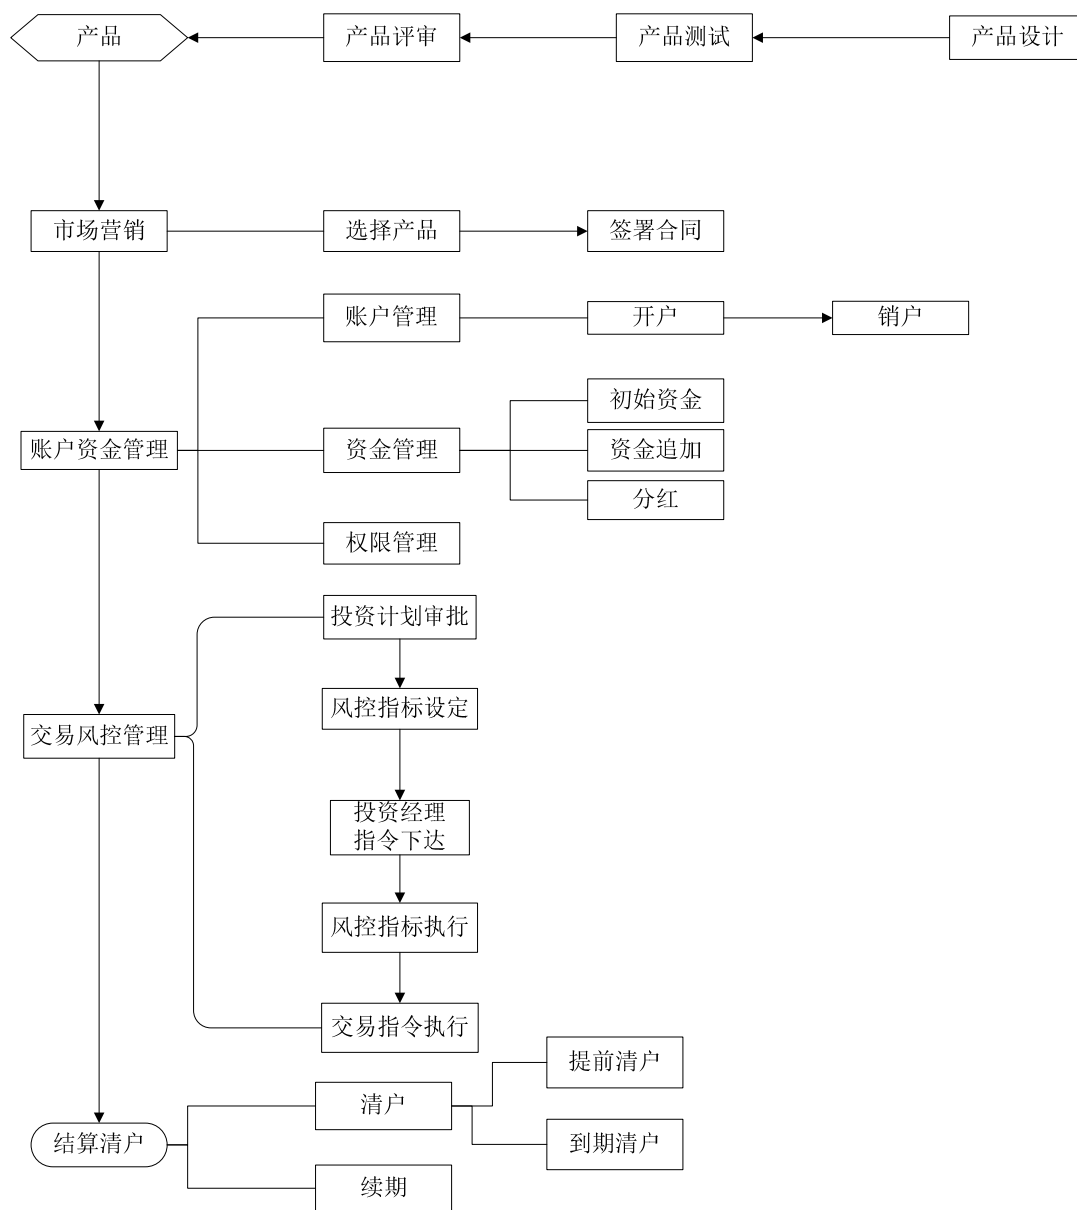 产品
产品评审
产品测试
产品设计
市场营销
选择产品
签署合同
账户管理
开户
销户
初始资金
账户资金管理
资金管理
资金追加
分红
权限管理
投资计划审批
风控指标设定
交易风控管理
投资经理
指令下达
风控指标执行
交易指令执行
提前清户
清户
结算清户
到期清户
续期